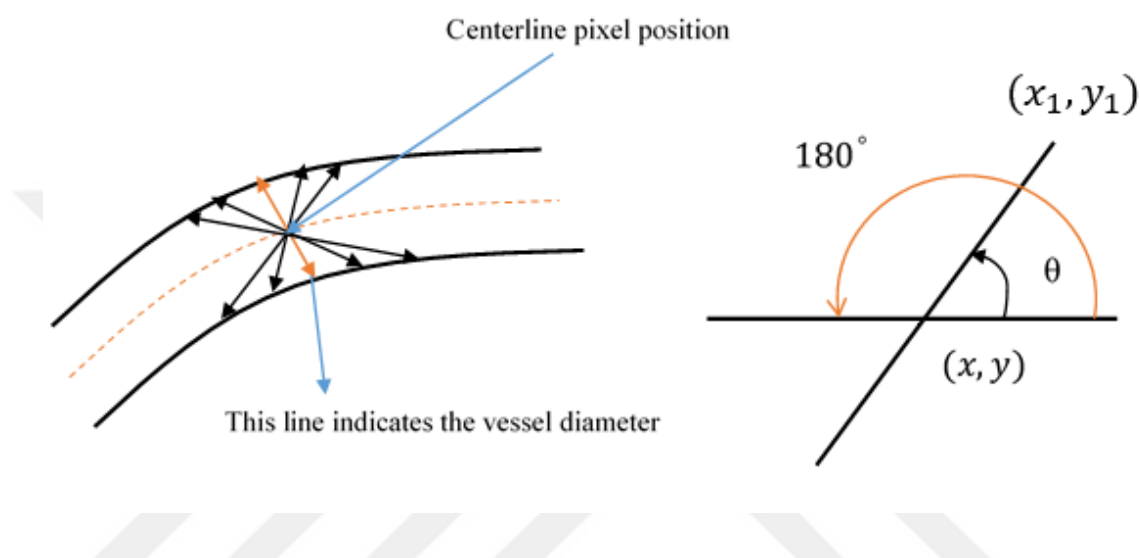 Centerline pixel position
(x₁, y₁)
180°
θ
(x, y)
This line indicates the vessel diameter